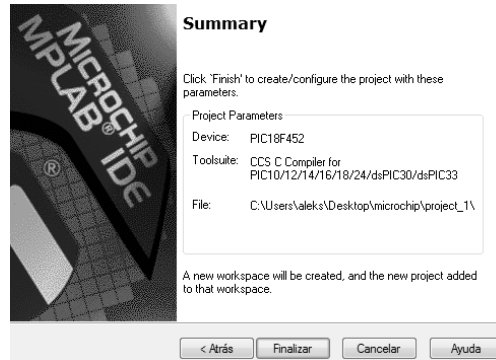 MICROCHIP
MPLAB® IDE
®
Summary
Click 'Finish' to create/configure the project with these
parameters.
Project Parameters
Device: PIC18F452
Toolsuite: CCS C Compiler for
PIC10/12/14/16/18/24/dsPIC30/dsPIC33
File: C:\Users\aleks\Desktop\microchip\project_1\
A new workspace will be created, and the new project added
to that workspace.
< Atrás Finalizar Cancelar Ayuda